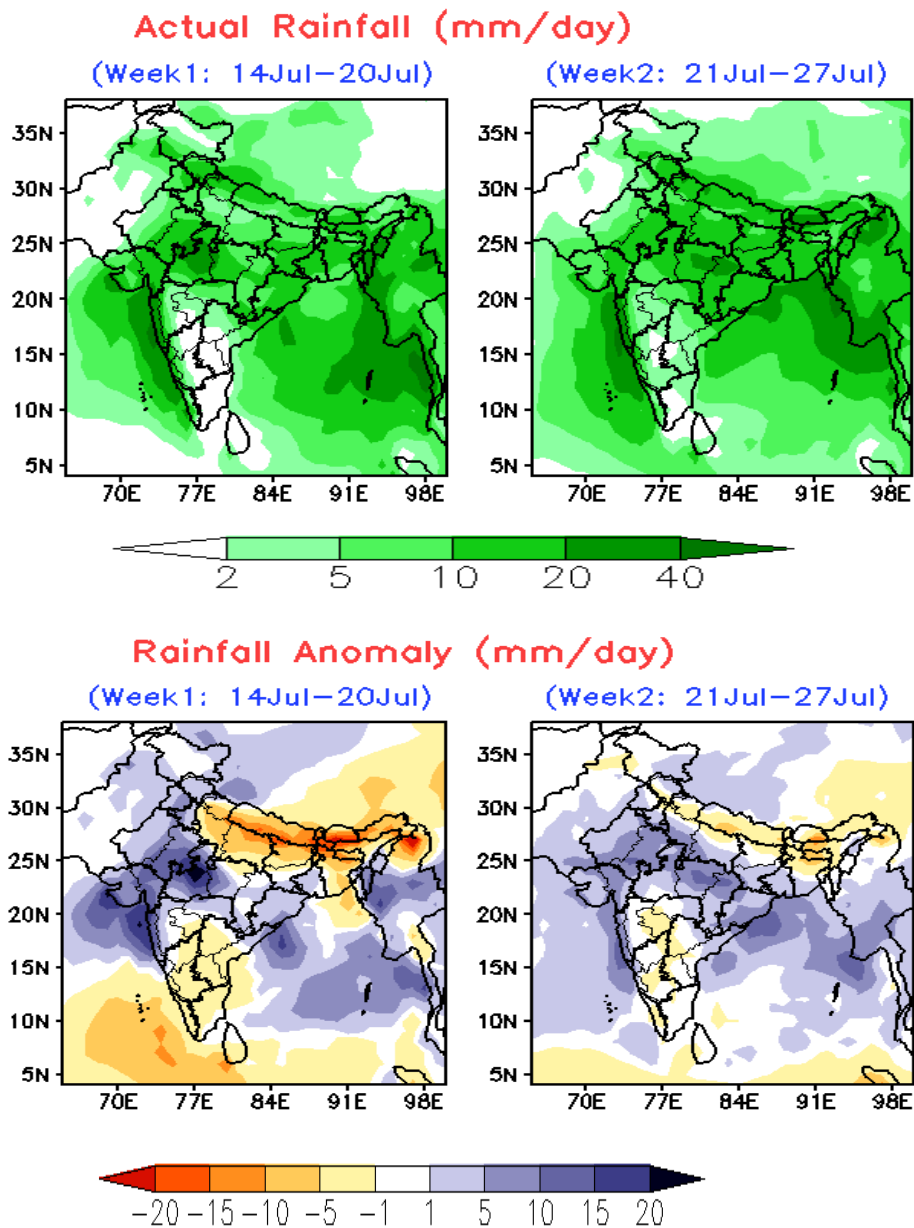 Actual Rainfall (mm/day)
(Week1: 14Jul−20Jul) (Week2: 21Jul−27Jul)
35N 35N
30N 30N
25N 25N
20N 20N
15N 15N
10N 10N
5N 5N
70E 77E 84E 91E 98E 70E 77E 84E 91E 98E
2 5 10 20 40
Rainfall Anomaly (mm/day)
(Week1: 14Jul−20Jul) (Week2: 21Jul−27Jul)
35N 35N
30N 30N
25N 25N
20N 20N
15N 15N
10N 10N
5N 5N
70E 77E 84E 91E 98E 70E 77E 84E 91E 98E
−20 −15 −10 −5 −1 1 5 10 15 20